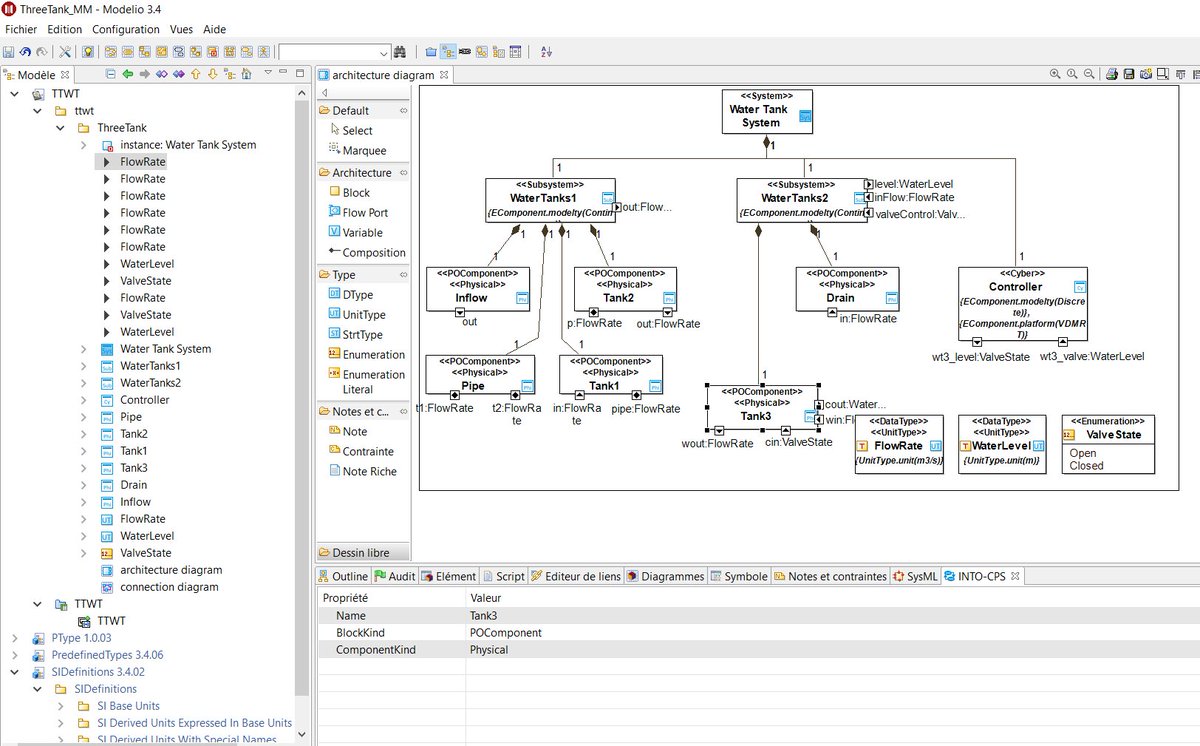 ThreeTank_MM - Modelio 3.4
Fichier Edition Configuration Vues Aide
Modèle
TTWT
ttwt
ThreeTank
instance: Water Tank System
FlowRate
FlowRate
FlowRate
FlowRate
FlowRate
FlowRate
WaterLevel
ValveState
FlowRate
ValveState
WaterLevel
Water Tank System
WaterTanks1
WaterTanks2
Controller
Pipe
Tank2
Tank1
Tank3
Drain
Inflow
FlowRate
WaterLevel
ValveState
architecture diagram
connection diagram
TTWT
TTWT
PType 1.0.03
PredefinedTypes 3.4.06
SIDefinitions 3.4.02
SIDefinitions
SI Base Units
SI Derived Units Expressed In Base Units
SI Derived Units With Special Names
architecture diagram
Default
Select
Marquee
Architecture
Block
Flow Port
Variable
Composition
Type
DType
UnitType
StrtType
Enumeration
Enumeration
Literal
Notes et c...
Note
Contrainte
Note Riche
Dessin libre
<<System>>
Water Tank
System
1
1
1
<<Subsystem>>
WaterTanks1
{EComponent.modelty(Contin
out:Flow...
<<Subsystem>>
WaterTanks2
{EComponent.modelty(Contin
level:WaterLevel
inFlow:FlowRate
valveControl:Valv...
1 1 1 1
1
1 1 1 1
<<POComponent>>
<<Physical>>
Inflow
out
<<POComponent>>
<<Physical>>
Tank2
p:FlowRate out:FlowRate
<<POComponent>>
<<Physical>>
Drain
in:FlowRate
<<Cyber>>
Controller
{EComponent.modelty(Discre
te)},
{EComponent.platform(VDMR
T)}
wt3_level:ValveState wt3_valve:WaterLevel
1 1
<<POComponent>>
<<Physical>>
Pipe
t1:FlowRate t2:FlowRa
te
<<POComponent>>
<<Physical>>
Tank1
in:FlowRa
te
pipe:FlowRate
1
<<POComponent>>
<<Physical>>
Tank3
cout:Water...
win:Fl
wout:FlowRate cin:ValveState
<<DataType>>
<<UnitType>>
FlowRate
{UnitType.unit(m3/s)}
<<DataType>>
<<UnitType>>
WaterLevel
{UnitType.unit(m)}
<<Enumeration>>
ValveState
Open
Closed
Outline Audit Elément Script Editeur de liens Diagrammes Symbole Notes et contraintes SysML INTO-CPS
Propriété Valeur
Name Tank3
BlockKind POComponent
ComponentKind Physical